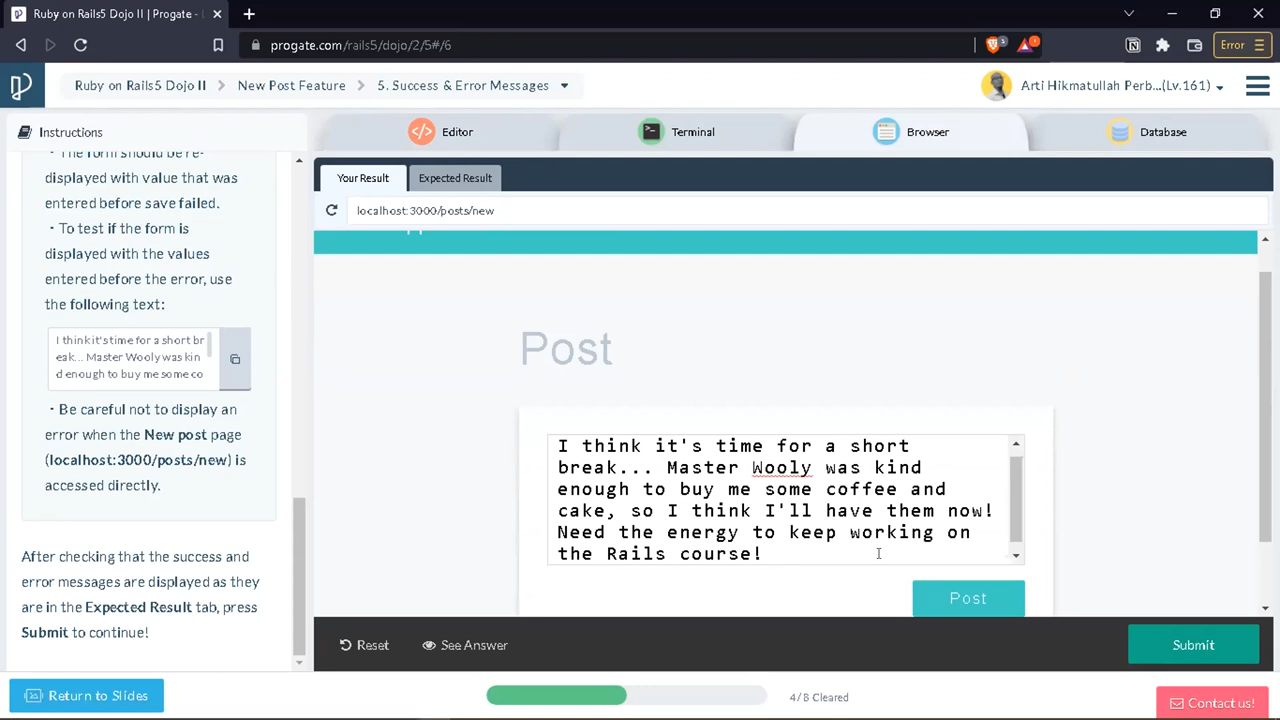 Ruby on Rails5 Dojo II | Progate - L
progate.com/rails5/dojo/2/5#/6
Error
Ruby on Rails5 Dojo II
New Post Feature
5. Success & Error Messages
Arti Hikmatullah Perb...(Lv.161)
Instructions
Editor
Terminal
Browser
Database
・The form should be re-
displayed with value that was
entered before save failed.
・To test if the form is
displayed with the values
entered before the error, use
the following text:
I think it's time for a short br
eak... Master Wooly was kin
d enough to buy me some co
・Be careful not to display an
error when the New post page
(localhost:3000/posts/new) is
accessed directly.
After checking that the success and
error messages are displayed as they
are in the Expected Result tab, press
Submit to continue!
Your Result
Expected Result
localhost:3000/posts/new
Post
I think it's time for a short
break... Master Wooly was kind
enough to buy me some coffee and
cake, so I think I'll have them now!
Need the energy to keep working on
the Rails course!
Post
Reset
See Answer
Submit
Return to Slides
4/8 Cleared
Contact us!